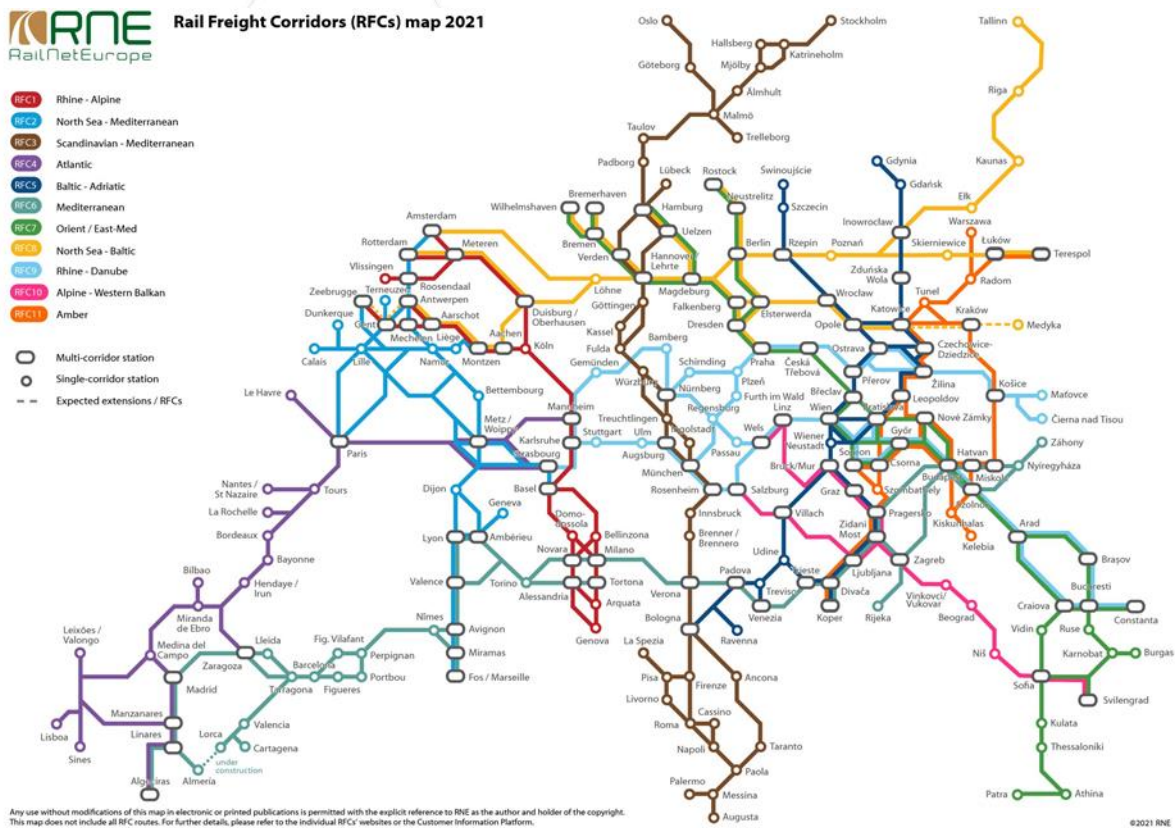 RNE
RailNetEurope
Rail Freight Corridors (RFCs) map 2021
RFC1 Rhine - Alpine
RFC2 North Sea - Mediterranean
RFC3 Scandinavian - Mediterranean
RFC4 Atlantic
RFC5 Baltic - Adriatic
RFC6 Mediterranean
RFC7 Orient / East-Med
RFC8 North Sea - Baltic
RFC9 Rhine - Danube
RFC10 Alpine - Western Balkan
RFC11 Amber
Multi-corridor station
Single-corridor station
Expected extensions / RFCs
Oslo
Stockholm
Tallinn
Hallsberg
Katrineholm
Göteborg
Mjölby
Älmhult
Riga
Malmö
Taulov
Trelleborg
Padborg
Gdynia
Kaunas
Lübeck
Rostock
Swinoujście
Gdańsk
Bremerhaven
Wilhelmshaven
Neustrelitz
Ełk
Hamburg
Szczecin
Inowrocław
Warszawa
Amsterdam
Uelzen
Bremen
Berlin
Rzepin
Poznań
Skierniewice
Łuków
Rotterdam
Meteren
Verden
Hannover/
Lehrte
Terespol
Vlissingen
Roosendaal
Löhne
Magdeburg
Zduńska
Wola
Radom
Zeebrugge
Terneuzen
Antwerpen
Göttingen
Falkenberg
Wrocław
Tunel
Dunkerque
Gent
Aarschot
Duisburg /
Oberhausen
Elsterwerda
Katowice
Kraków
Mechelen
Liège
Aachen
Kassel
Dresden
Opole
Medyka
Calais
Lille
Namur
Montzen
Köln
Fulda
Bamberg
Praha
Česká
Třebová
Ostrava
Czechowice-
Dziedzice
Gemünden
Schirnding
Přerov
Žilina
Würzburg
Nürnberg
Plzeň
Košice
Maťovce
Le Havre
Bettembourg
Furth im Wald
Břeclav
Leopoldov
Regensburg
Čierna nad Tisou
Metz /
Woippy
Mannheim
Treuchtlingen
Linz
Wien
Bratislava
Nové Zámky
Karlsruhe
Stuttgart
Ulm
Ingolstadt
Wels
Wiener
Neustadt
Győr
Záhony
Paris
Strasbourg
Augsburg
Passau
Sopron
Csorna
Hatvan
Nyíregyháza
München
Bruck/Mur
Budapest
Miskolc
Nantes /
St Nazaire
Tours
Dijon
Basel
Rosenheim
Salzburg
Graz
Szombathely
Szolnok
La Rochelle
Geneva
Domo-
dossola
Innsbruck
Villach
Pragersko
Kiskunhalas
Arad
Bordeaux
Lyon
Ambérieu
Bellinzona
Brenner /
Brennero
Zidani
Most
Kelebia
Bayonne
Novara
Milano
Udine
Zagreb
Brașov
Bilbao
Hendaye /
Irun
Valence
Torino
Tortona
Verona
Padova
Trieste
Divača
Ljubljana
București
Treviso
Vinkovci/
Vukovar
Alessandria
Arquata
Venezia
Koper
Rijeka
Beograd
Craiova
Constanta
Miranda
de Ebro
Nîmes
Avignon
Genova
Bologna
Ravenna
Vidin
Ruse
Leixões /
Valongo
Medina del
Campo
Zaragoza
Lleida
Fig. Vilafant
Perpignan
Miramas
La Spezia
Niš
Karnobat
Burgas
Madrid
Barcelona
Tarragona
Figueres
Portbou
Fos / Marseille
Pisa
Firenze
Ancona
Sofia
Svilengrad
Manzanares
Livorno
Lisboa
Linares
Valencia
Roma
Cassino
Kulata
Sines
Lorca
Cartagena
Napoli
Taranto
Thessaloniki
under
construction
Algeciras
Almería
Paola
Palermo
Messina
Patra
Athina
Augusta
Any use without modifications of this map in electronic or printed publications is permitted with the explicit reference to RNE as the author and holder of the copyright.
This map does not include all RFC routes. For further details, please refer to the individual RFCs' websites or the Customer Information Platform.
©2021 RNE